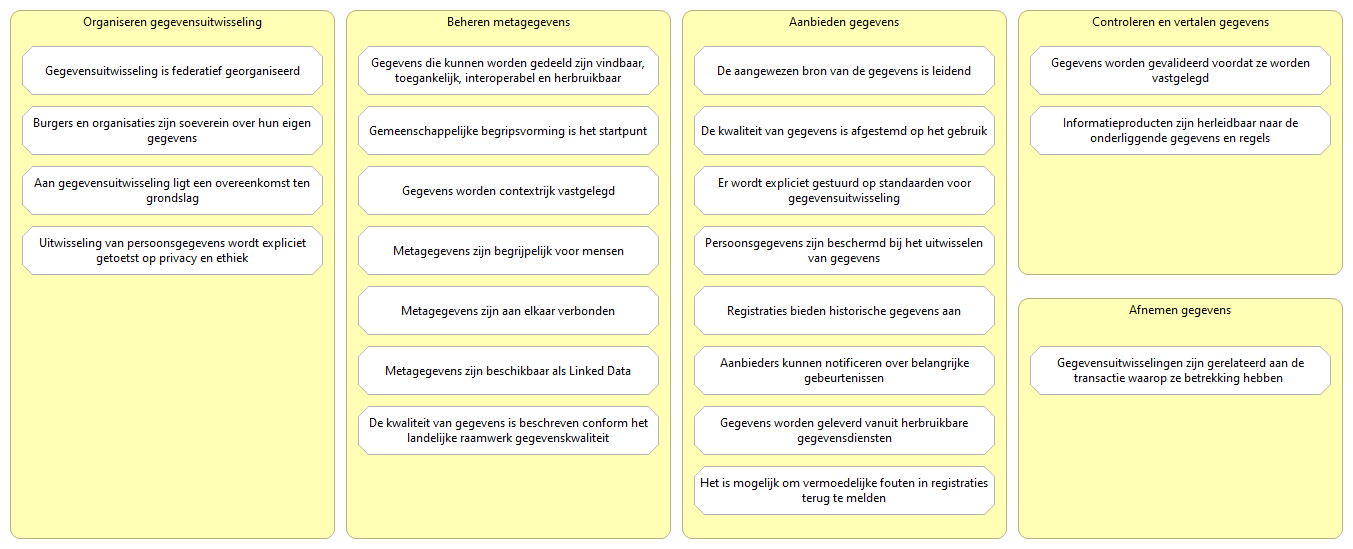 Organiseren gegevensuitwisseling
Gegevensuitwisseling is federatief georganiseerd
Burgers en organisaties zijn soeverein over hun eigen
gegevens
Aan gegevensuitwisseling ligt een overeenkomst ten
grondslag
Uitwisseling van persoonsgegevens wordt expliciet
getoetst op privacy en ethiek
Beheren metagegevens
Gegevens die kunnen worden gedeeld zijn vindbaar,
toegankelijk, interoperabel en herbruikbaar
Gemeenschappelijke begripsvorming is het startpunt
Gegevens worden contextrijk vastgelegd
Metagegevens zijn begrijpelijk voor mensen
Metagegevens zijn aan elkaar verbonden
Metagegevens zijn beschikbaar als Linked Data
De kwaliteit van gegevens is beschreven conform het
landelijke raamwerk gegevenskwaliteit
Aanbieden gegevens
De aangewezen bron van de gegevens is leidend
De kwaliteit van gegevens is afgestemd op het gebruik
Er wordt expliciet gestuurd op standaarden voor
gegevensuitwisseling
Persoonsgegevens zijn beschermd bij het uitwisselen
van gegevens
Registraties bieden historische gegevens aan
Aanbieders kunnen notificeren over belangrijke
gebeurtenissen
Gegevens worden geleverd vanuit herbruikbare
gegevensdiensten
Het is mogelijk om vermoedelijke fouten in registraties
terug te melden
Controleren en vertalen gegevens
Gegevens worden gevalideerd voordat ze worden
vastgelegd
Informatieproducten zijn herleidbaar naar de
onderliggende gegevens en regels
Afnemen gegevens
Gegevensuitwisselingen zijn gerelateerd aan de
transactie waarop ze betrekking hebben